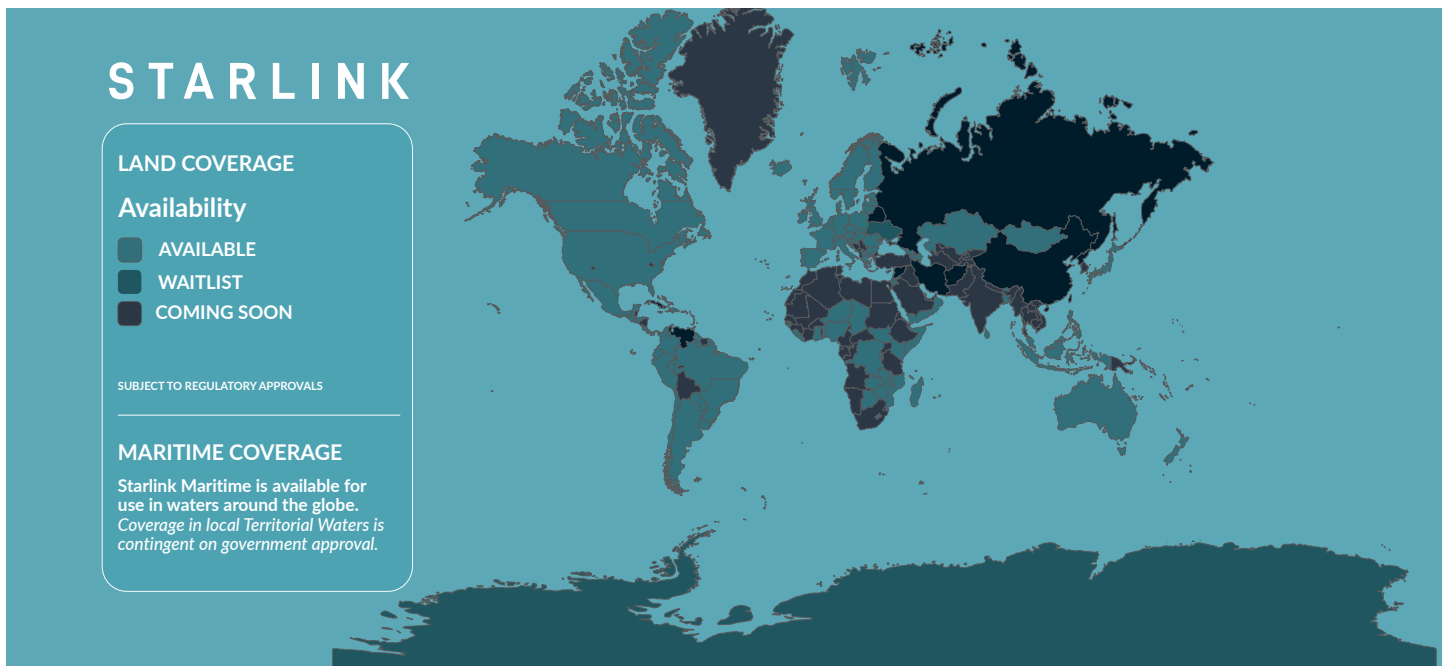 STARLINK
LAND COVERAGE
Availability
AVAILABLE
WAITLIST
COMING SOON
SUBJECT TO REGULATORY APPROVALS
MARITIME COVERAGE
Starlink Maritime is available for
use in waters around the globe.
Coverage in local Territorial Waters is
contingent on government approval.